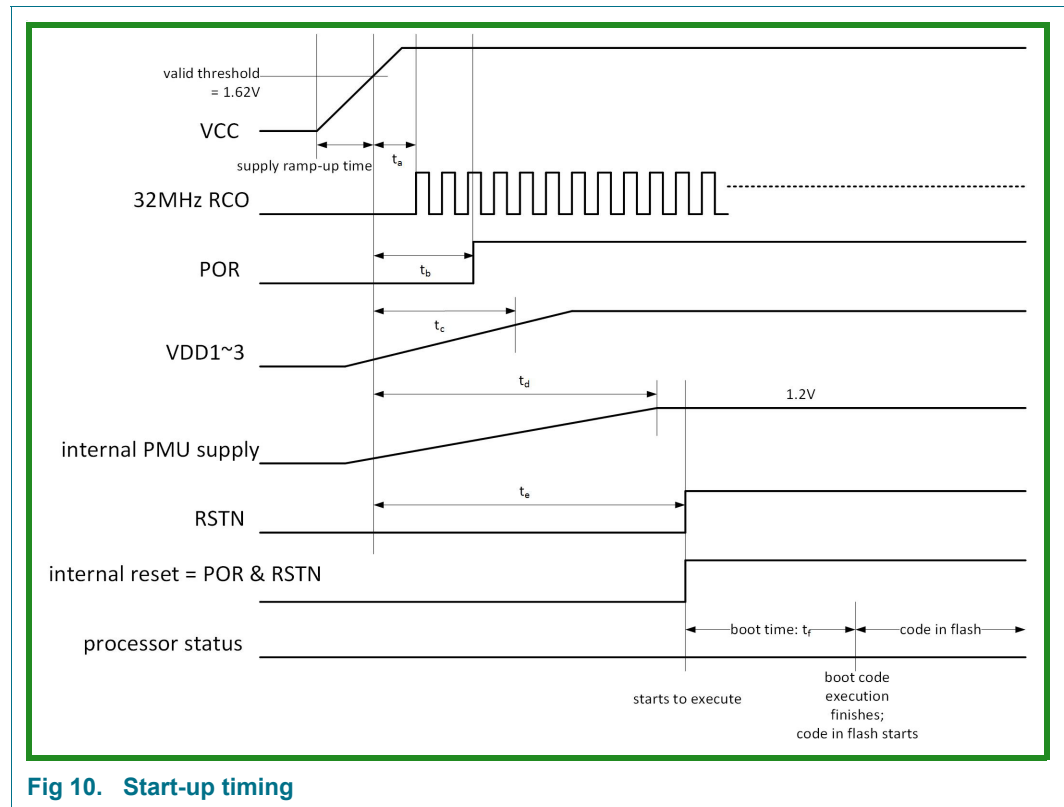 valid threshold
= 1.62V
VCC
supply ramp-up time
ta
32MHz RCO
POR
tb
tc
VDD1~3
td
1.2V
internal PMU supply
te
RSTN
internal reset = POR & RSTN
boot time: tf
code in flash
processor status
starts to execute
boot code
execution
finishes;
code in flash starts
Fig 10. Start-up timing